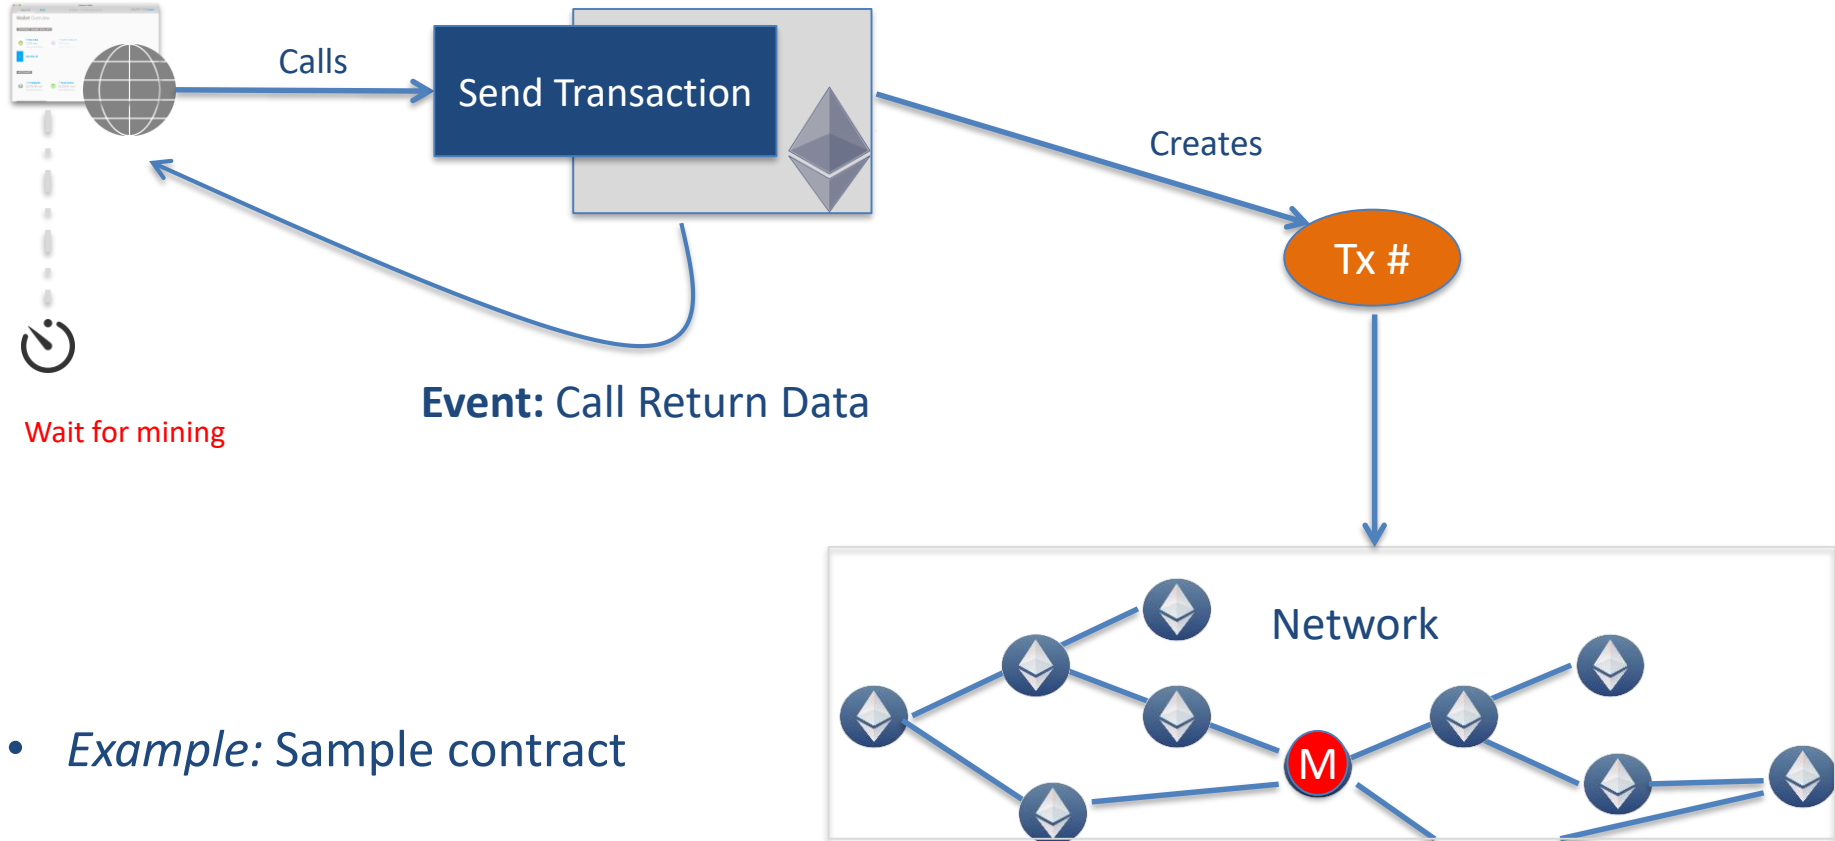 Calls
Send Transaction
Creates
Tx #
Event: Call Return Data
Wait for mining
Network
M
• Example: Sample contract